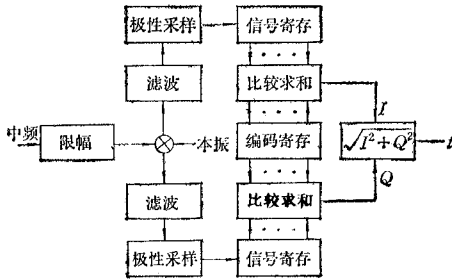 极性采样
信号寄存
滤波
比较求和
I
中频
限幅
本振
编码寄存
√I²+Q²
t
Q
滤波
比较求和
极性采样
信号寄存